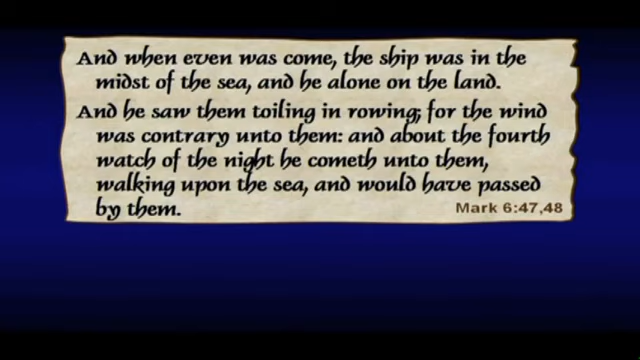 And when even was come, the ship was in the
midst of the sea, and he alone on the land.
And he saw them toiling in rowing; for the wind
was contrary unto them: and about the fourth
watch of the night he cometh unto them,
walking upon the sea, and would have passed
by them.
Mark 6:47,48